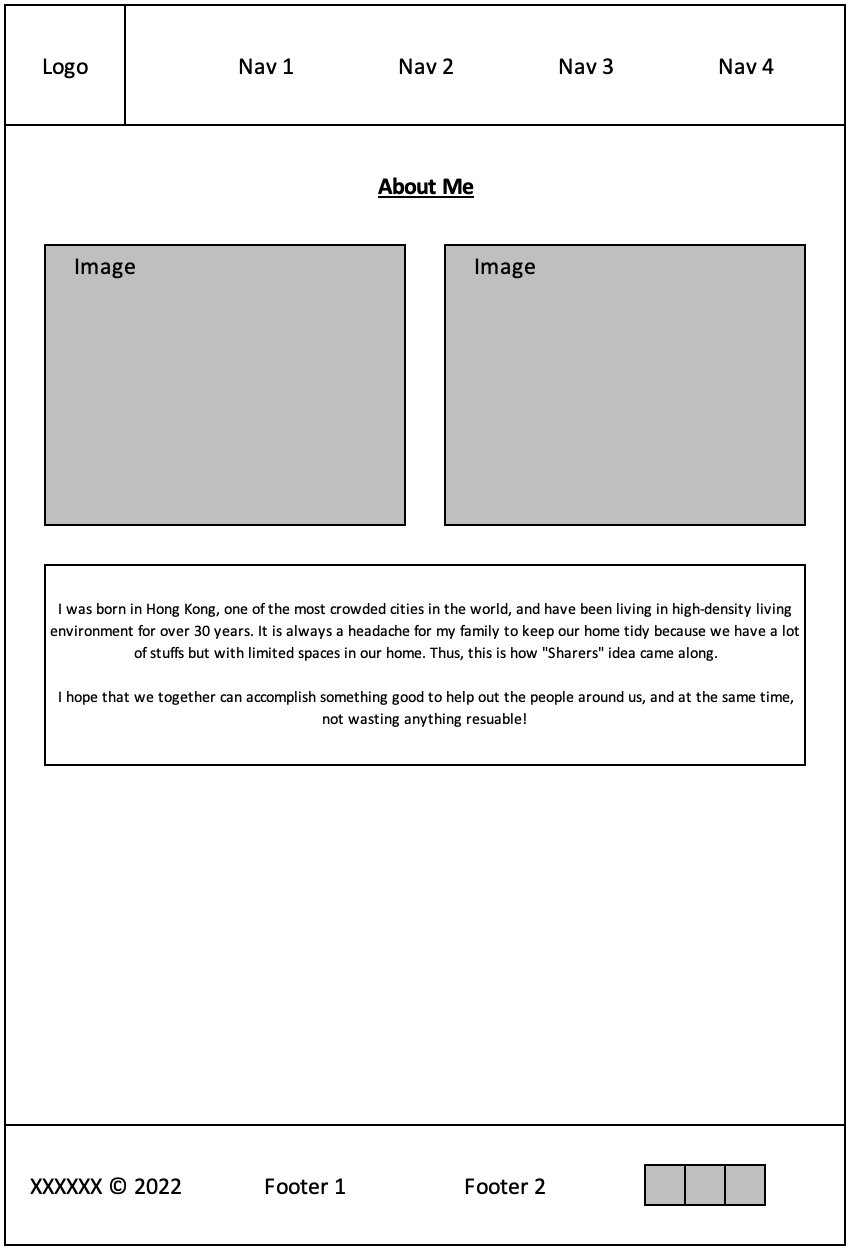 Logo
Nav 1
Nav 2
Nav 3
Nav 4
About Me
Image
Image
I was born in Hong Kong, one of the most crowded cities in the world, and have been living in high-density living
environment for over 30 years. It is always a headache for my family to keep our home tidy because we have a lot
of stuffs but with limited spaces in our home. Thus, this is how "Sharers" idea came along.
I hope that we together can accomplish something good to help out the people around us, and at the same time,
not wasting anything resuable!
XXXXXX © 2022
Footer 1
Footer 2